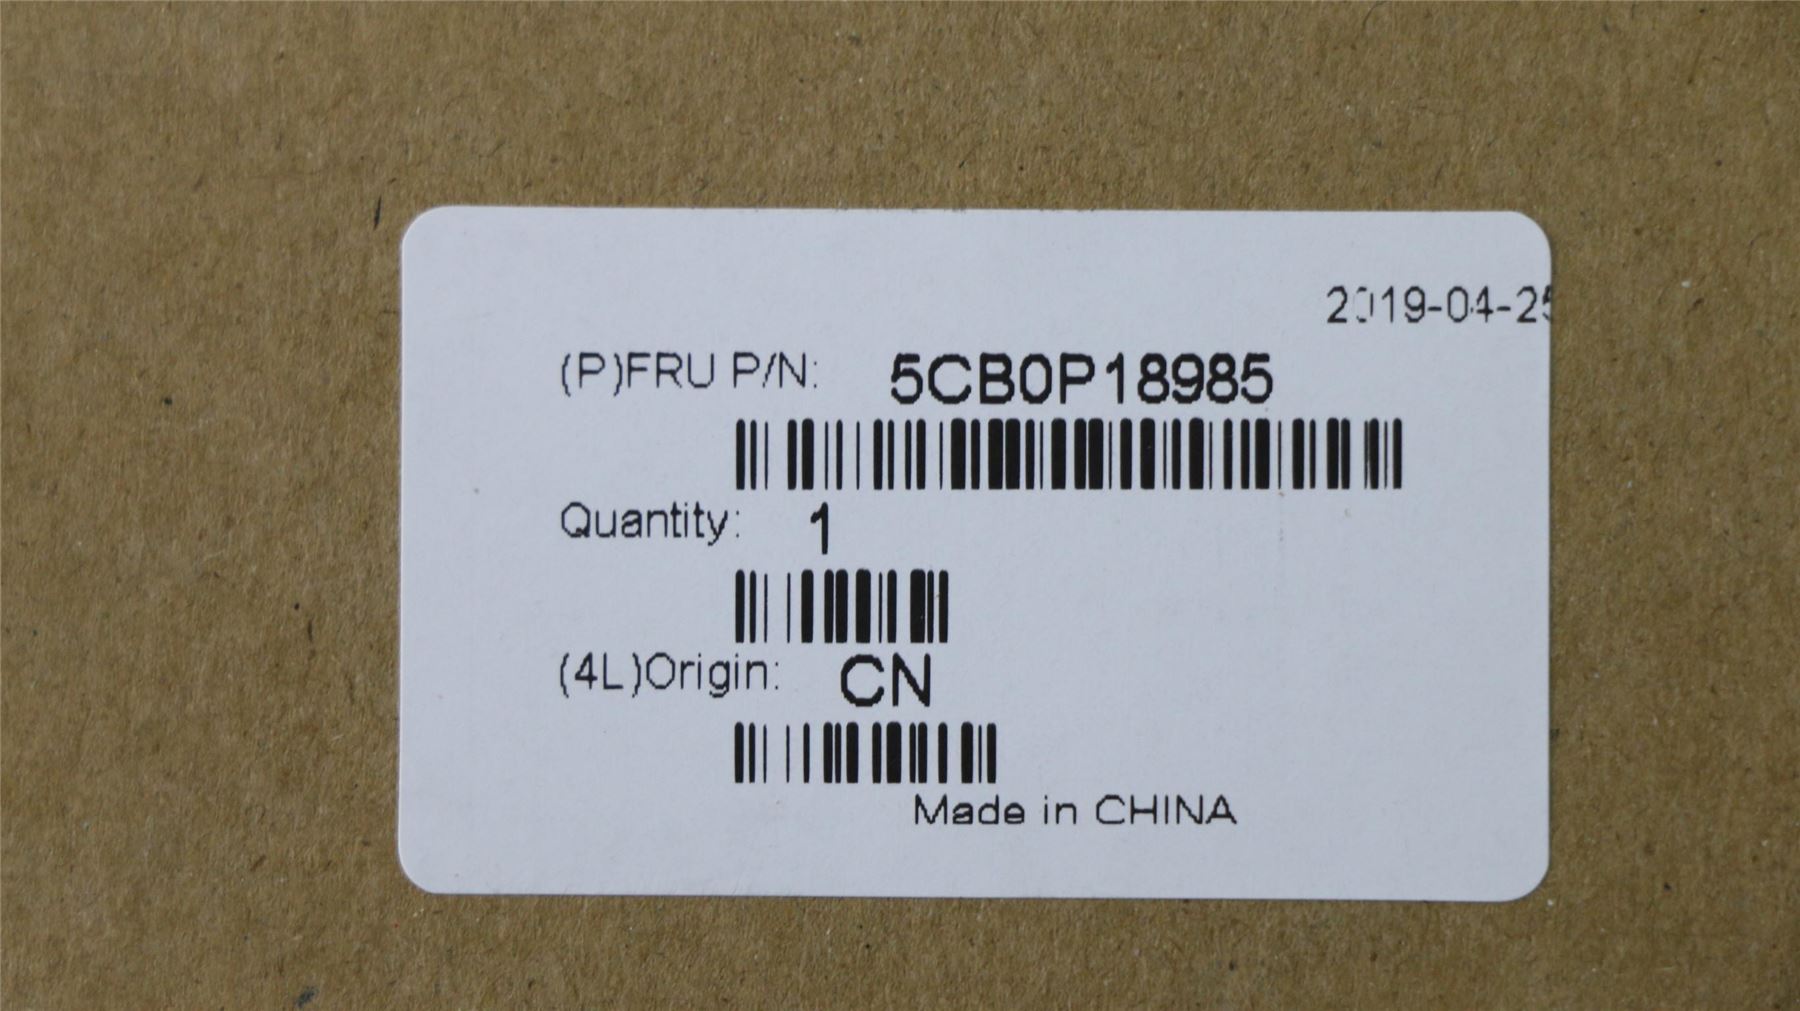 2019-04-25
(P)FRU P/N: 5CB0P18985
Quantity: 1
(4L)Origin: CN
Made in CHINA